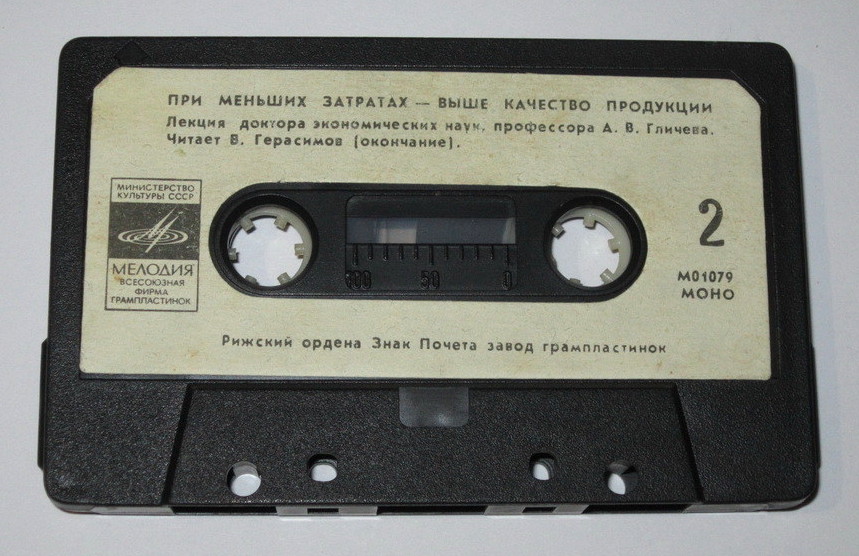 ПРИ МЕНЬШИХ ЗАТРАТАХ — ВЫШЕ КАЧЕСТВО ПРОДУКЦИИ
Лекция доктора экономических наук, профессора А. В. Гличева.
Читает В. Герасимов (окончание).
МИНИСТЕРСТВО
КУЛЬТУРЫ СССР
МЕЛОДИЯ
ВСЕСОЮЗНАЯ
ФИРМА
ГРАМПЛАСТИНОК
2
М01079
МОНО
100 50 0
Рижский ордена Знак Почета завод грампластинок